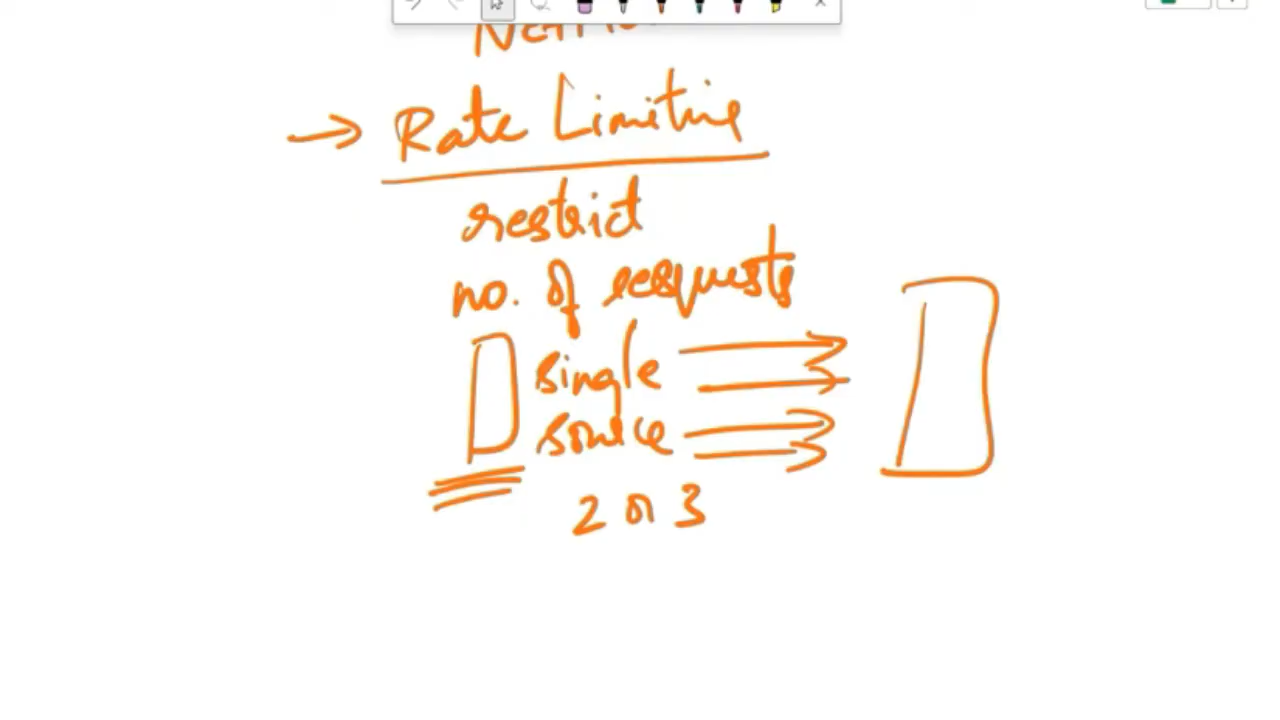 → Rate Limiting
restrict
no. of requests
single
source
2 or 3